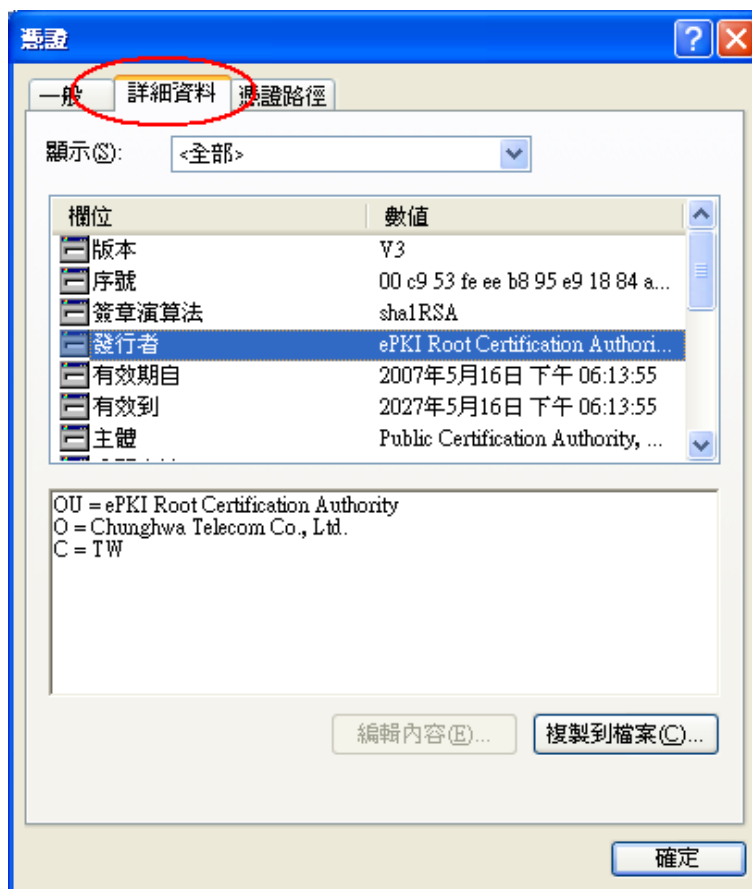 憑證
一般 詳細資料 憑證路徑
顯示(S): <全部>
欄位 數值
版本 V3
序號 00 c9 53 fe ee b8 95 e9 18 84 a...
簽章演算法 sha1RSA
發行者 ePKI Root Certification Authori...
有效期自 2007年5月16日 下午 06:13:55
有效到 2027年5月16日 下午 06:13:55
主體 Public Certification Authority, ...
OU = ePKI Root Certification Authority
O = Chunghwa Telecom Co., Ltd.
C = TW
編輯內容(E)... 複製到檔案(C)...
確定